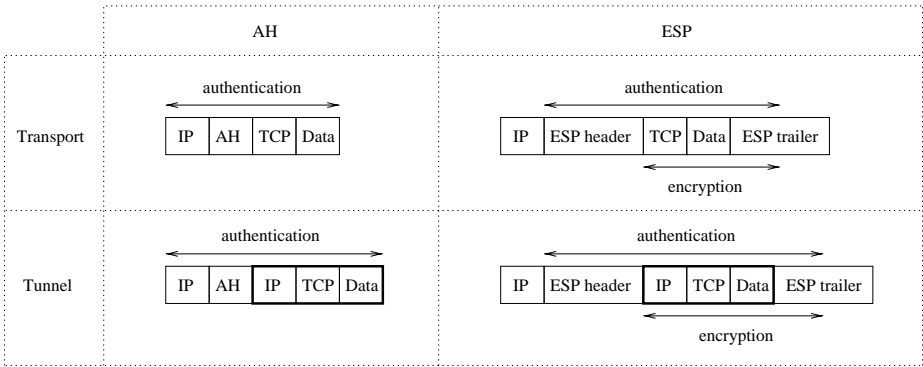 AH ESP
authentication authentication
Transport IP AH TCP Data IP ESP header TCP Data ESP trailer
encryption
authentication authentication
Tunnel IP AH IP TCP Data IP ESP header IP TCP Data ESP trailer
encryption